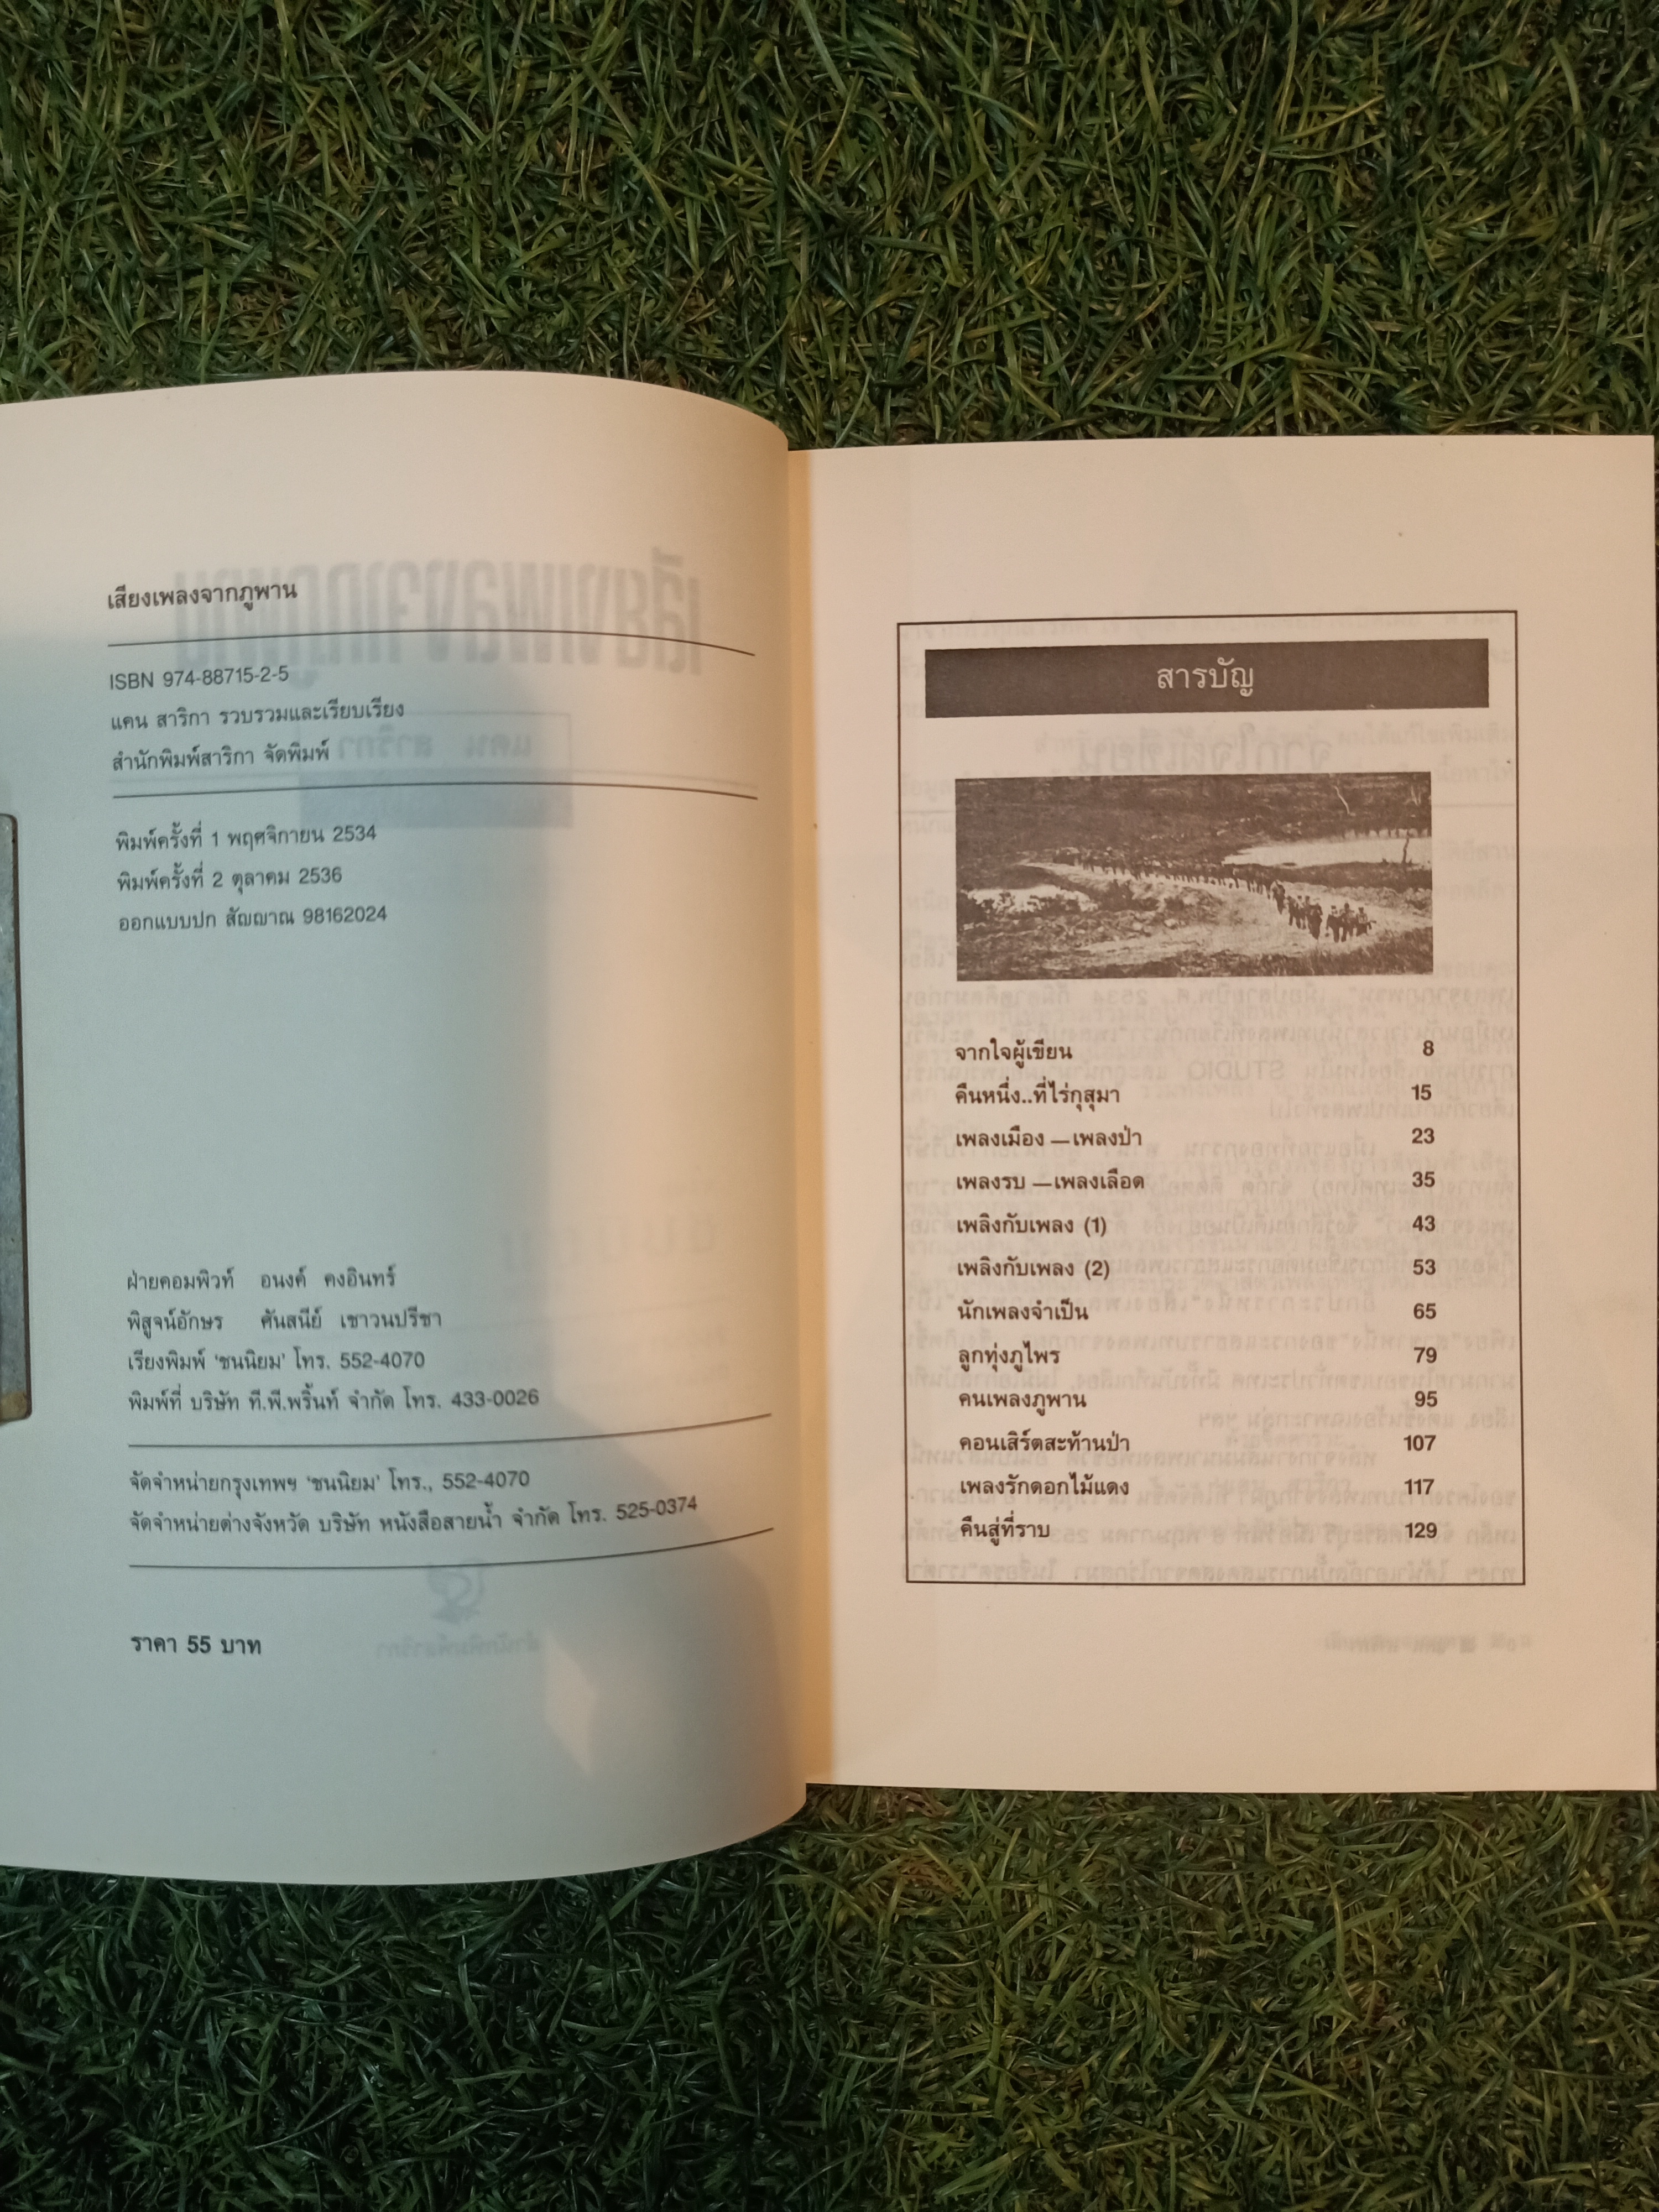 เสียงเพลงจากภูพาน
ISBN 974-88715-2-5
แคน สาริกา รวบรวมและเรียบเรียง
สำนักพิมพ์สาริกา จัดพิมพ์
พิมพ์ครั้งที่ 1 พฤศจิกายน 2534
พิมพ์ครั้งที่ 2 ตุลาคม 2536
ออกแบบปก สัญญาณ 98162024
ฝ่ายคอมพิวท์ อนงค์ คงอินทร์
พิสูจน์อักษร ศันสนีย์ เชาวนปรีชา
เรียงพิมพ์ 'ชนนิยม' โทร. 552-4070
พิมพ์ที่ บริษัท ที.พี.พริ้นท์ จำกัด โทร. 433-0026
จัดจำหน่ายกรุงเทพฯ 'ชนนิยม' โทร., 552-4070
จัดจำหน่ายต่างจังหวัด บริษัท หนังสือสายน้ำ จำกัด โทร. 525-0374
ราคา 55 บาท
สารบัญ
จากใจผู้เขียน 8
คืนหนึ่ง..ที่ไร่กุสุมา 15
เพลงเมือง —เพลงป่า 23
เพลงรบ —เพลงเลือด 35
เพลิงกับเพลง (1) 43
เพลิงกับเพลง (2) 53
นักเพลงจำเป็น 65
ลูกทุ่งภูไพร 79
คนเพลงภูพาน 95
คอนเสิร์ตสะท้านป่า 107
เพลงรักดอกไม้แดง 117
คืนสู่ที่ราบ 129